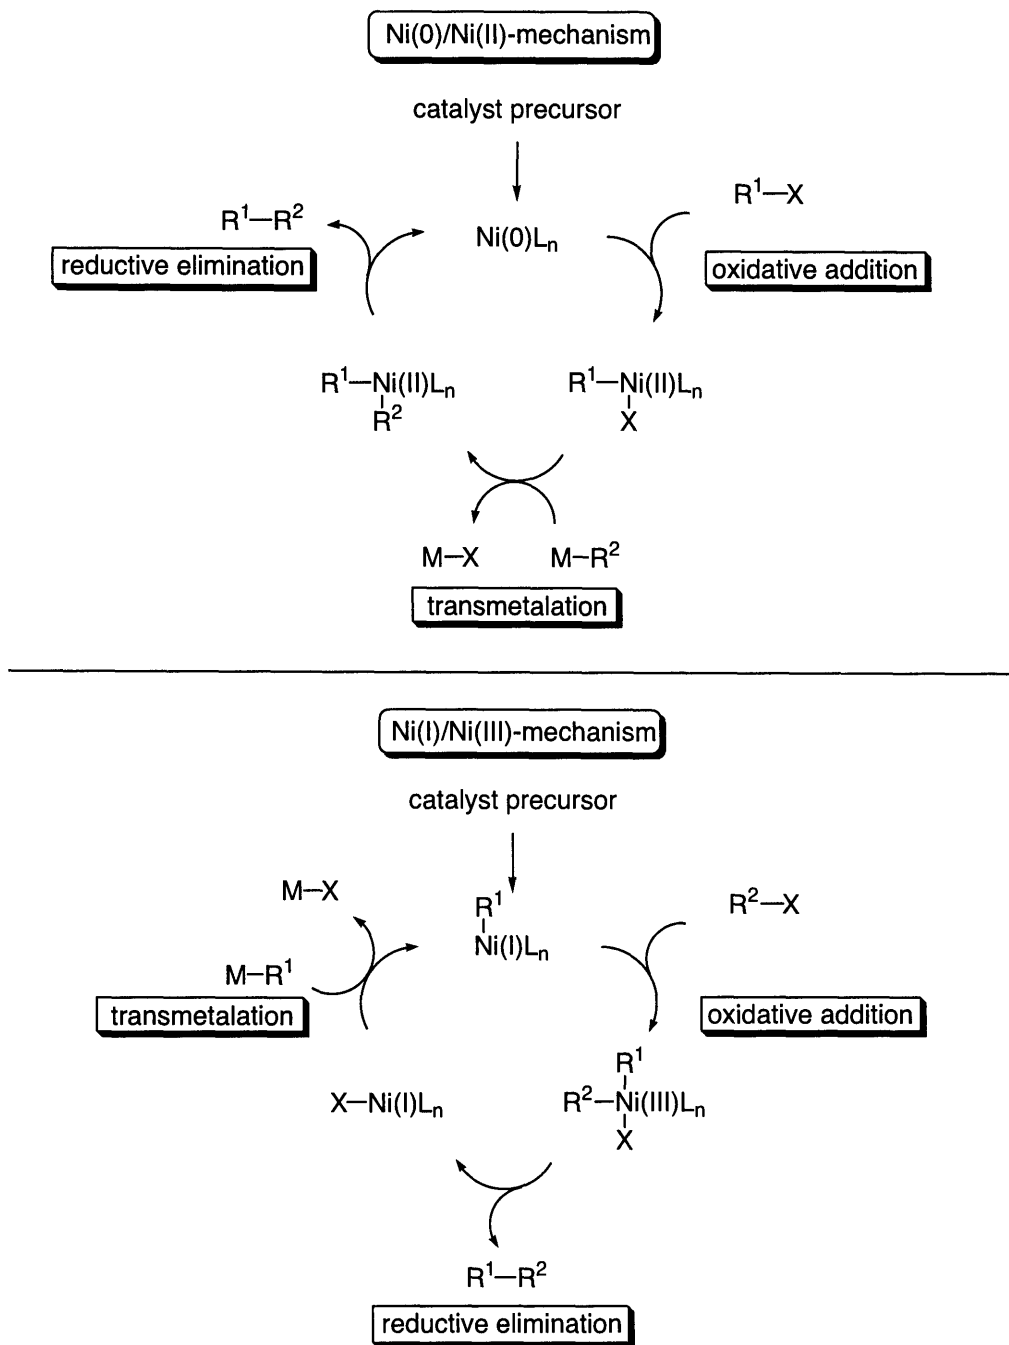 Ni(0)/Ni(II)-mechanism
catalyst precursor
R¹—X
R¹—R²
Ni(0)Lₙ
reductive elimination
oxidative addition
R¹—Ni(II)Lₙ
R²
R¹—Ni(II)Lₙ
X
M—X
M—R²
transmetalation
Ni(I)/Ni(III)-mechanism
catalyst precursor
M—X
R¹
Ni(I)Lₙ
R²—X
M—R¹
transmetalation
oxidative addition
R¹
X—Ni(I)Lₙ
R²—Ni(III)Lₙ
X
R¹—R²
reductive elimination